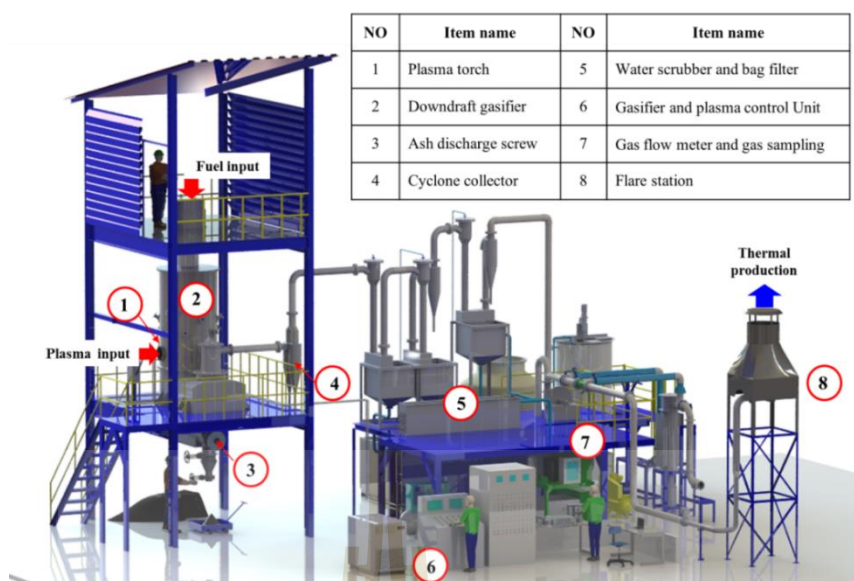 NO Item name NO Item name
1 Plasma torch 5 Water scrubber and bag filter
2 Downdraft gasifier 6 Gasifier and plasma control Unit
3 Ash discharge screw 7 Gas flow meter and gas sampling
4 Cyclone collector 8 Flare station
Fuel input
Thermal
production
1
2
Plasma input
4
8
5
7
3
6